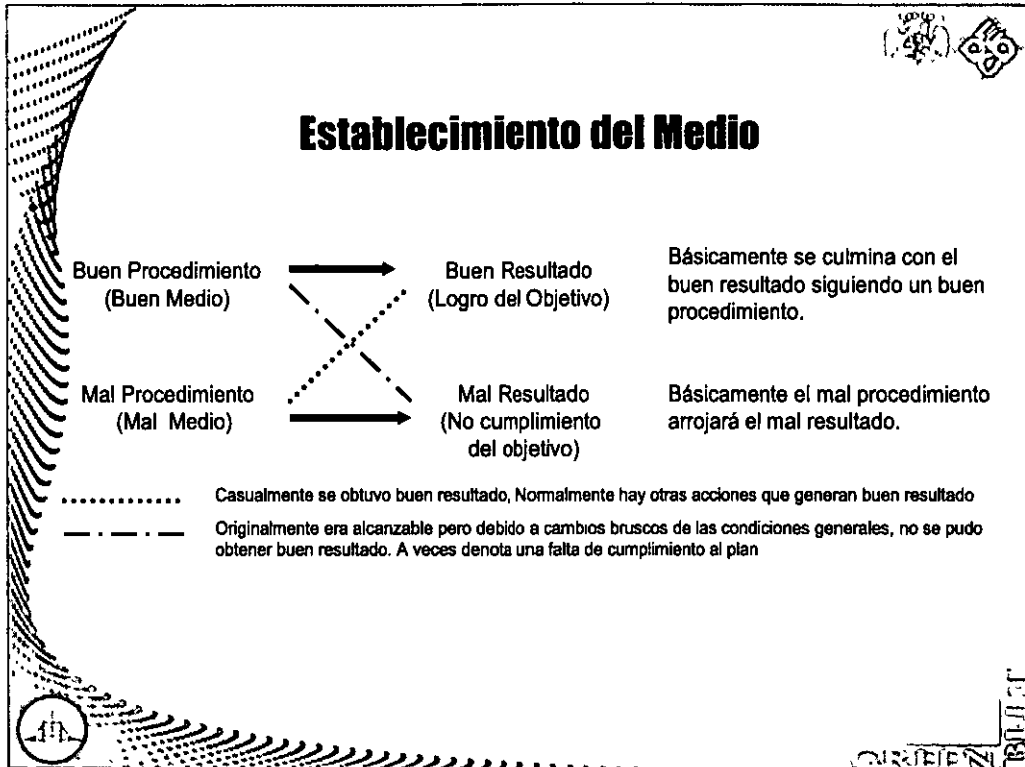 Establecimiento del Medio
Buen Procedimiento
(Buen Medio)
Buen Resultado
(Logro del Objetivo)
Básicamente se culmina con el
buen resultado siguiendo un buen
procedimiento.
Mal Procedimiento
(Mal Medio)
Mal Resultado
(No cumplimiento
del objetivo)
Básicamente el mal procedimiento
arrojará el mal resultado.
Casualmente se obtuvo buen resultado, Normalmente hay otras acciones que generan buen resultado
Originalmente era alcanzable pero debido a cambios bruscos de las condiciones generales, no se pudo
obtener buen resultado. A veces denota una falta de cumplimiento al plan